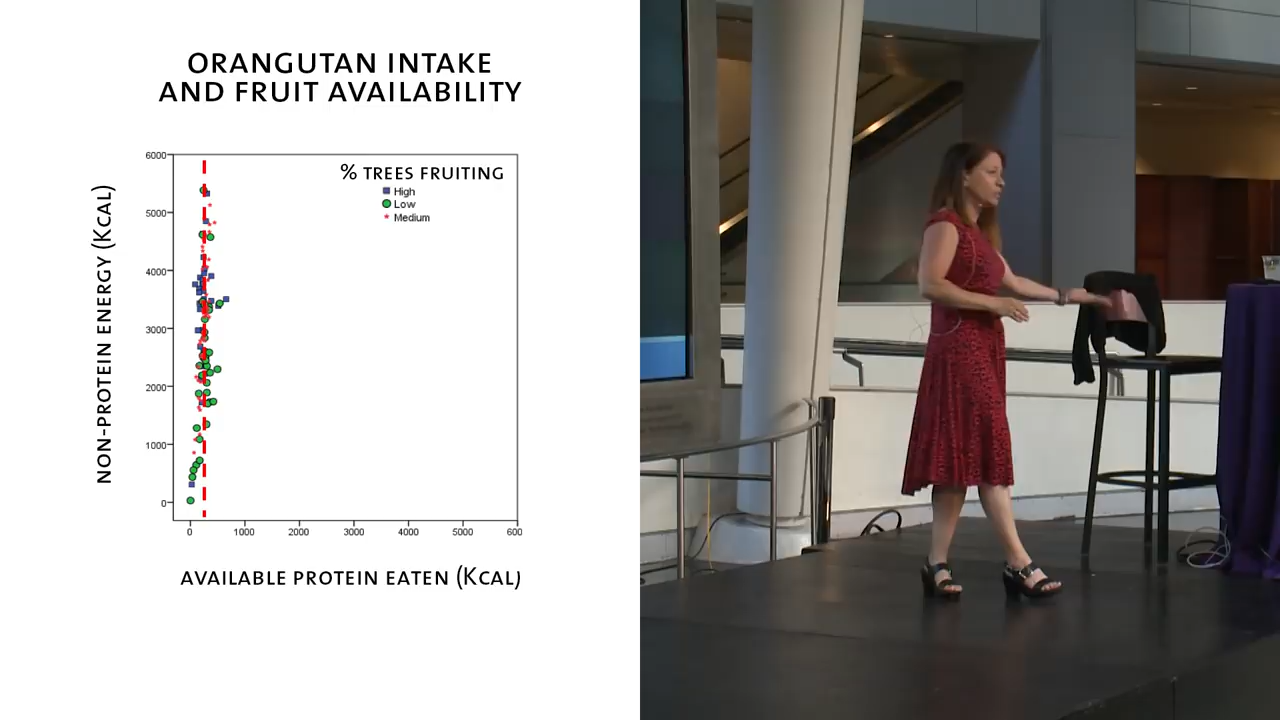 ORANGUTAN INTAKE
AND FRUIT AVAILABILITY
% TREES FRUITING
High
Low
Medium
NON-PROTEIN ENERGY (KCAL)
6000
5000
4000
3000
2000
1000
0
0
1000
2000
3000
4000
5000
600
AVAILABLE PROTEIN EATEN (KCAL)